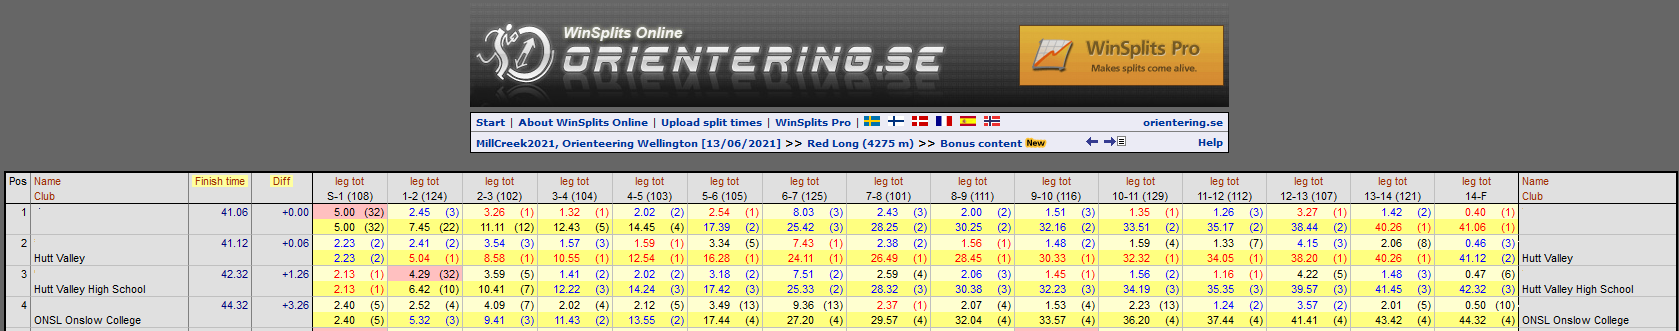 WinSplits Online
ORIENTERING.SE
WinSplits Pro
Makes splits come alive.
Start | About WinSplits Online | Upload split times | WinSplits Pro | orientering.se
MillCreek2021, Orienteering Wellington [13/06/2021] >> Red Long (4275 m) >> Bonus content New Help
Pos Name Finish time Diff leg tot leg tot leg tot leg tot leg tot leg tot leg tot leg tot leg tot leg tot leg tot leg tot leg tot leg tot leg tot Name
Club S-1 (108) 1-2 (124) 2-3 (102) 3-4 (104) 4-5 (103) 5-6 (105) 6-7 (125) 7-8 (101) 8-9 (111) 9-10 (116) 10-11 (129) 11-12 (112) 12-13 (107) 13-14 (121) 14-F Club
1 41.06 +0.00 5.00 (32) 2.45 (3) 3.26 (1) 1.32 (1) 2.02 (2) 2.54 (1) 8.03 (3) 2.43 (3) 2.00 (2) 1.51 (3) 1.35 (1) 1.26 (3) 3.27 (1) 1.42 (2) 0.40 (1)
5.00 (32) 7.45 (22) 11.11 (12) 12.43 (5) 14.45 (4) 17.39 (2) 25.42 (3) 28.25 (2) 30.25 (2) 32.16 (2) 33.51 (2) 35.17 (2) 38.44 (2) 40.26 (1) 41.06 (1)
2 41.12 +0.06 2.23 (2) 2.41 (2) 3.54 (3) 1.57 (3) 1.59 (1) 3.34 (5) 7.43 (1) 2.38 (2) 1.56 (1) 1.48 (2) 1.59 (4) 1.33 (7) 4.15 (3) 2.06 (8) 0.46 (3)
Hutt Valley 2.23 (2) 5.04 (1) 8.58 (1) 10.55 (1) 12.54 (1) 16.28 (1) 24.11 (1) 26.49 (1) 28.45 (1) 30.33 (1) 32.32 (1) 34.05 (1) 38.20 (1) 40.26 (1) 41.12 (2) Hutt Valley
3 42.32 +1.26 2.13 (1) 4.29 (32) 3.59 (5) 1.41 (2) 2.02 (2) 3.18 (2) 7.51 (2) 2.59 (4) 2.06 (3) 1.45 (1) 1.56 (2) 1.16 (1) 4.22 (5) 1.48 (3) 0.47 (6)
Hutt Valley High School 2.13 (1) 6.42 (10) 10.41 (7) 12.22 (3) 14.24 (3) 17.42 (3) 25.33 (2) 28.32 (3) 30.38 (3) 32.23 (3) 34.19 (3) 35.35 (3) 39.57 (3) 41.45 (3) 42.32 (3) Hutt Valley High School
4 44.32 +3.26 2.40 (5) 2.52 (4) 4.09 (7) 2.02 (4) 2.12 (5) 3.49 (13) 9.36 (13) 2.37 (1) 2.07 (4) 1.53 (4) 2.23 (13) 1.24 (2) 3.57 (2) 2.01 (5) 0.50 (10)
ONSL Onslow College 2.40 (5) 5.32 (3) 9.41 (3) 11.43 (2) 13.55 (2) 17.44 (4) 27.20 (4) 29.57 (4) 32.04 (4) 33.57 (4) 36.20 (4) 37.44 (4) 41.41 (4) 43.42 (4) 44.32 (4) ONSL Onslow College